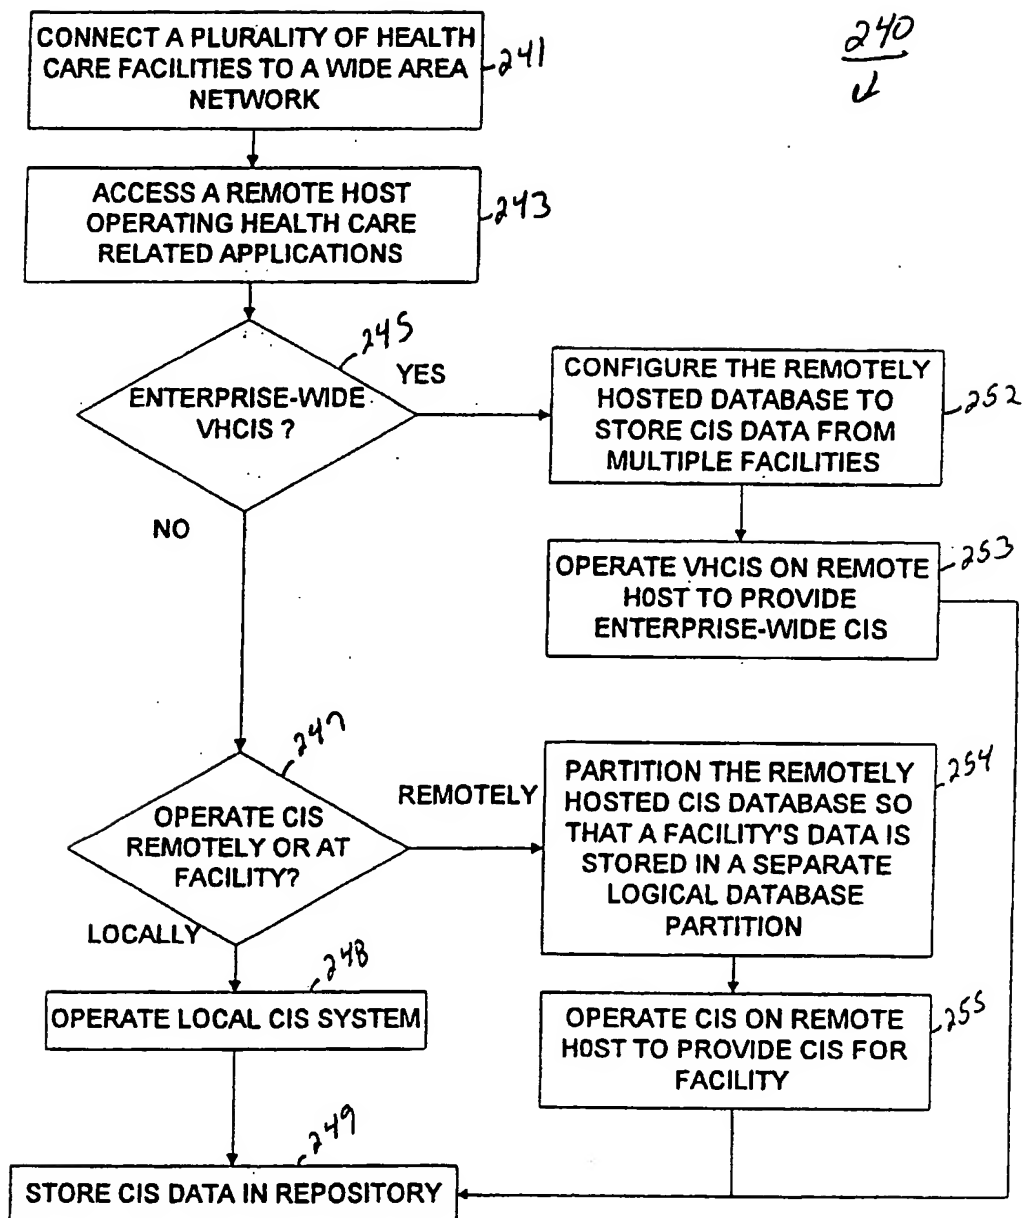 240
CONNECT A PLURALITY OF HEALTH
CARE FACILITIES TO A WIDE AREA
NETWORK
241
ACCESS A REMOTE HOST
OPERATING HEALTH CARE
RELATED APPLICATIONS
243
ENTERPRISE-WIDE
VHCIS ?
245
YES
NO
CONFIGURE THE REMOTELY
HOSTED DATABASE TO
STORE CIS DATA FROM
MULTIPLE FACILITIES
252
OPERATE VHCIS ON REMOTE
HOST TO PROVIDE
ENTERPRISE-WIDE CIS
253
OPERATE CIS
REMOTELY OR AT
FACILITY?
247
REMOTELY
LOCALLY
PARTITION THE REMOTELY
HOSTED CIS DATABASE SO
THAT A FACILITY'S DATA IS
STORED IN A SEPARATE
LOGICAL DATABASE
PARTITION
254
OPERATE LOCAL CIS SYSTEM
248
OPERATE CIS ON REMOTE
HOST TO PROVIDE CIS FOR
FACILITY
255
STORE CIS DATA IN REPOSITORY
249